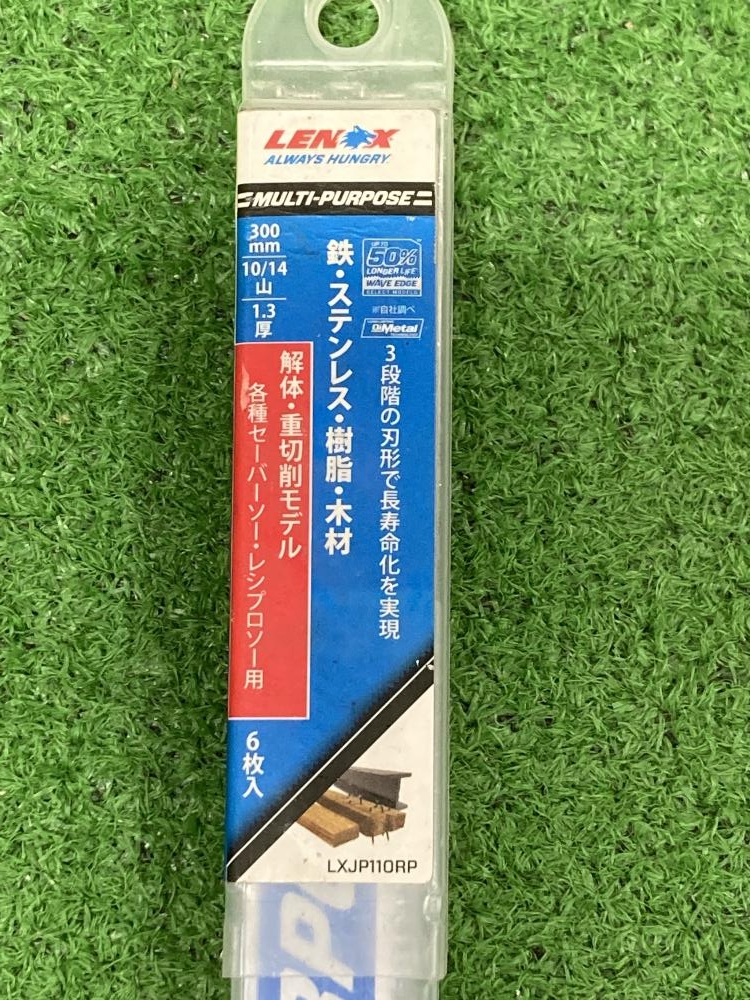 LENOX
ALWAYS HUNGRY
MULTI-PURPOSE
300
mm
10/14
山
1.3
厚
UP TO
50%
LONGER LIFE
WAVE EDGE
SELECT MODELS
※自社調べ
BiMetal
3段階の刃形で長寿命化を実現
鉄・ステンレス・樹脂・木材
解体・重切削モデル
各種セーバーソー・レシプロソー用
6枚入
LXJP110RP